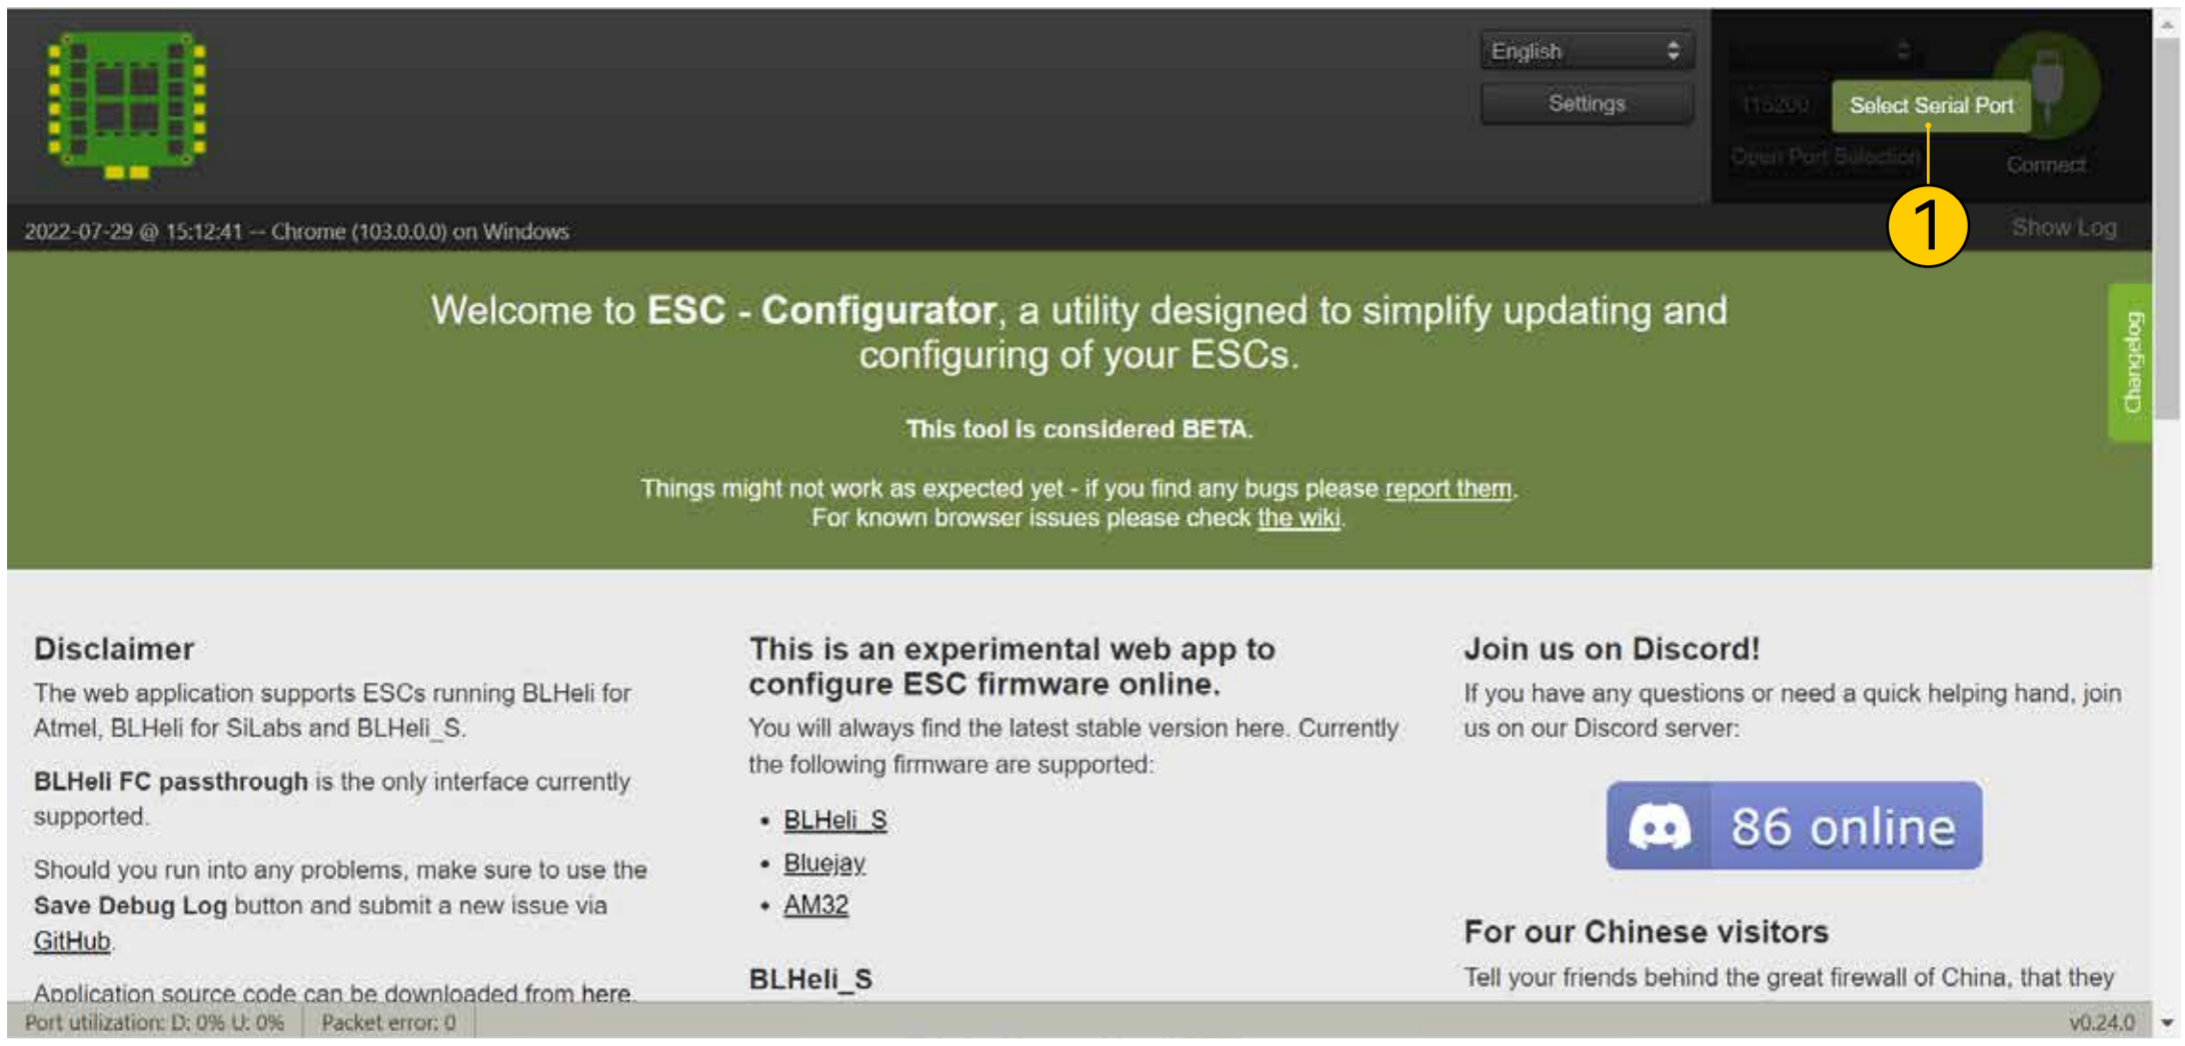 English
Settings
115200
Select Serial Port
Open Port Selection
Connect
1
2022-07-29 @ 15:12:41 -- Chrome (103.0.0.0) on Windows
Show Log
Welcome to ESC - Configurator, a utility designed to simplify updating and
configuring of your ESCs.
This tool is considered BETA.
Things might not work as expected yet - if you find any bugs please report them.
For known browser issues please check the wiki.
Changelog
Disclaimer
The web application supports ESCs running BLHeli for
Atmel, BLHeli for SiLabs and BLHeli_S.
BLHeli FC passthrough is the only interface currently
supported.
Should you run into any problems, make sure to use the
Save Debug Log button and submit a new issue via
GitHub.
Application source code can be downloaded from here.
This is an experimental web app to
configure ESC firmware online.
You will always find the latest stable version here. Currently
the following firmware are supported:
• BLHeli_S
• Bluejay
• AM32
BLHeli_S
Join us on Discord!
If you have any questions or need a quick helping hand, join
us on our Discord server:
86 online
For our Chinese visitors
Tell your friends behind the great firewall of China, that they
Port utilization: D: 0% U: 0%
Packet error: 0
v0.24.0